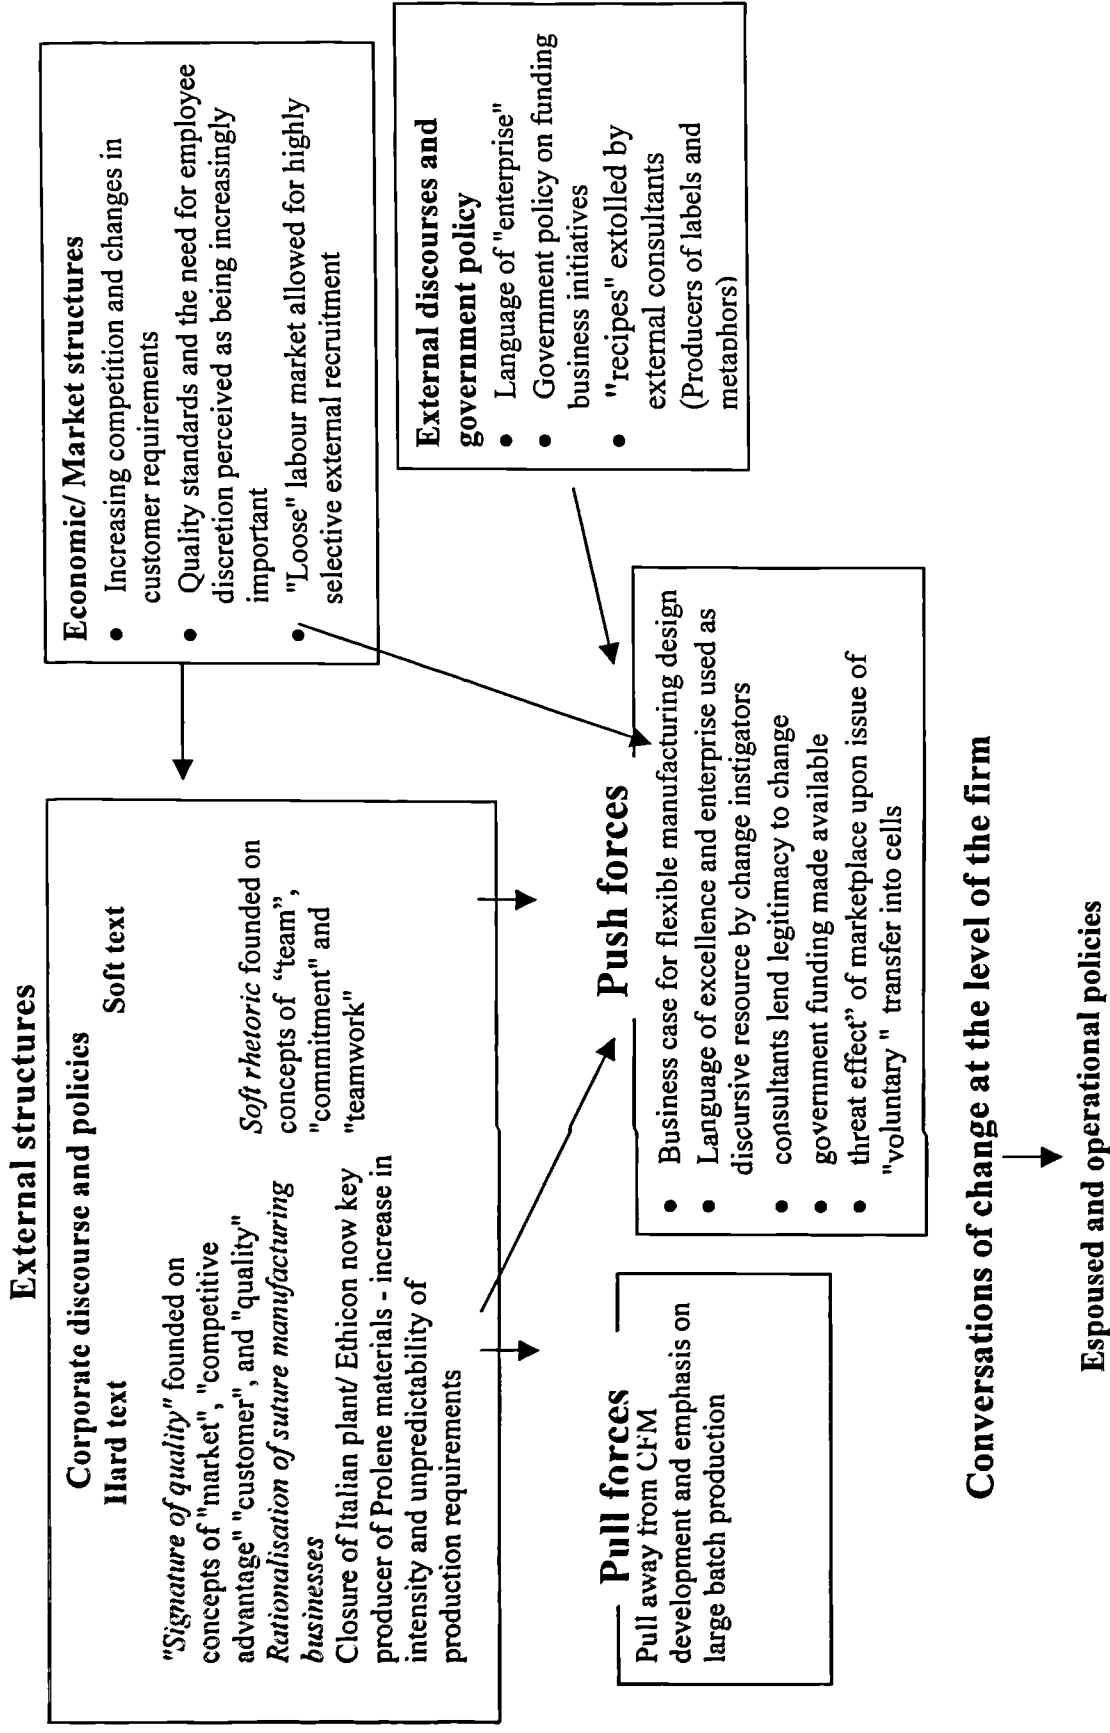 External structures
Corporate discourse and policies
Hard text
Soft text
"Signature of quality" founded on
concepts of "market", "competitive
advantage" "customer", and "quality"
Rationalisation of suture manufacturing
businesses
Closure of Italian plant/ Ethicon now key
producer of Prolene materials - increase in
intensity and unpredictability of
production requirements
Soft rhetoric founded on
concepts of “team”,
"commitment" and
"teamwork"
Economic/ Market structures
• Increasing competition and changes in
customer requirements
• Quality standards and the need for employee
discretion perceived as being increasingly
important
• "Loose" labour market allowed for highly
selective external recruitment
External discourses and
government policy
• Language of "enterprise"
• Government policy on funding
business initiatives
• "recipes" extolled by
external consultants
(Producers of labels and
metaphors)
Pull forces
Pull away from CFM
development and emphasis on
large batch production
Push forces
• Business case for flexible manufacturing design
• Language of excellence and enterprise used as
discursive resource by change instigators
• consultants lend legitimacy to change
• government funding made available
• threat effect” of marketplace upon issue of
"voluntary " transfer into cells
Conversations of change at the level of the firm
Espoused and operational policies